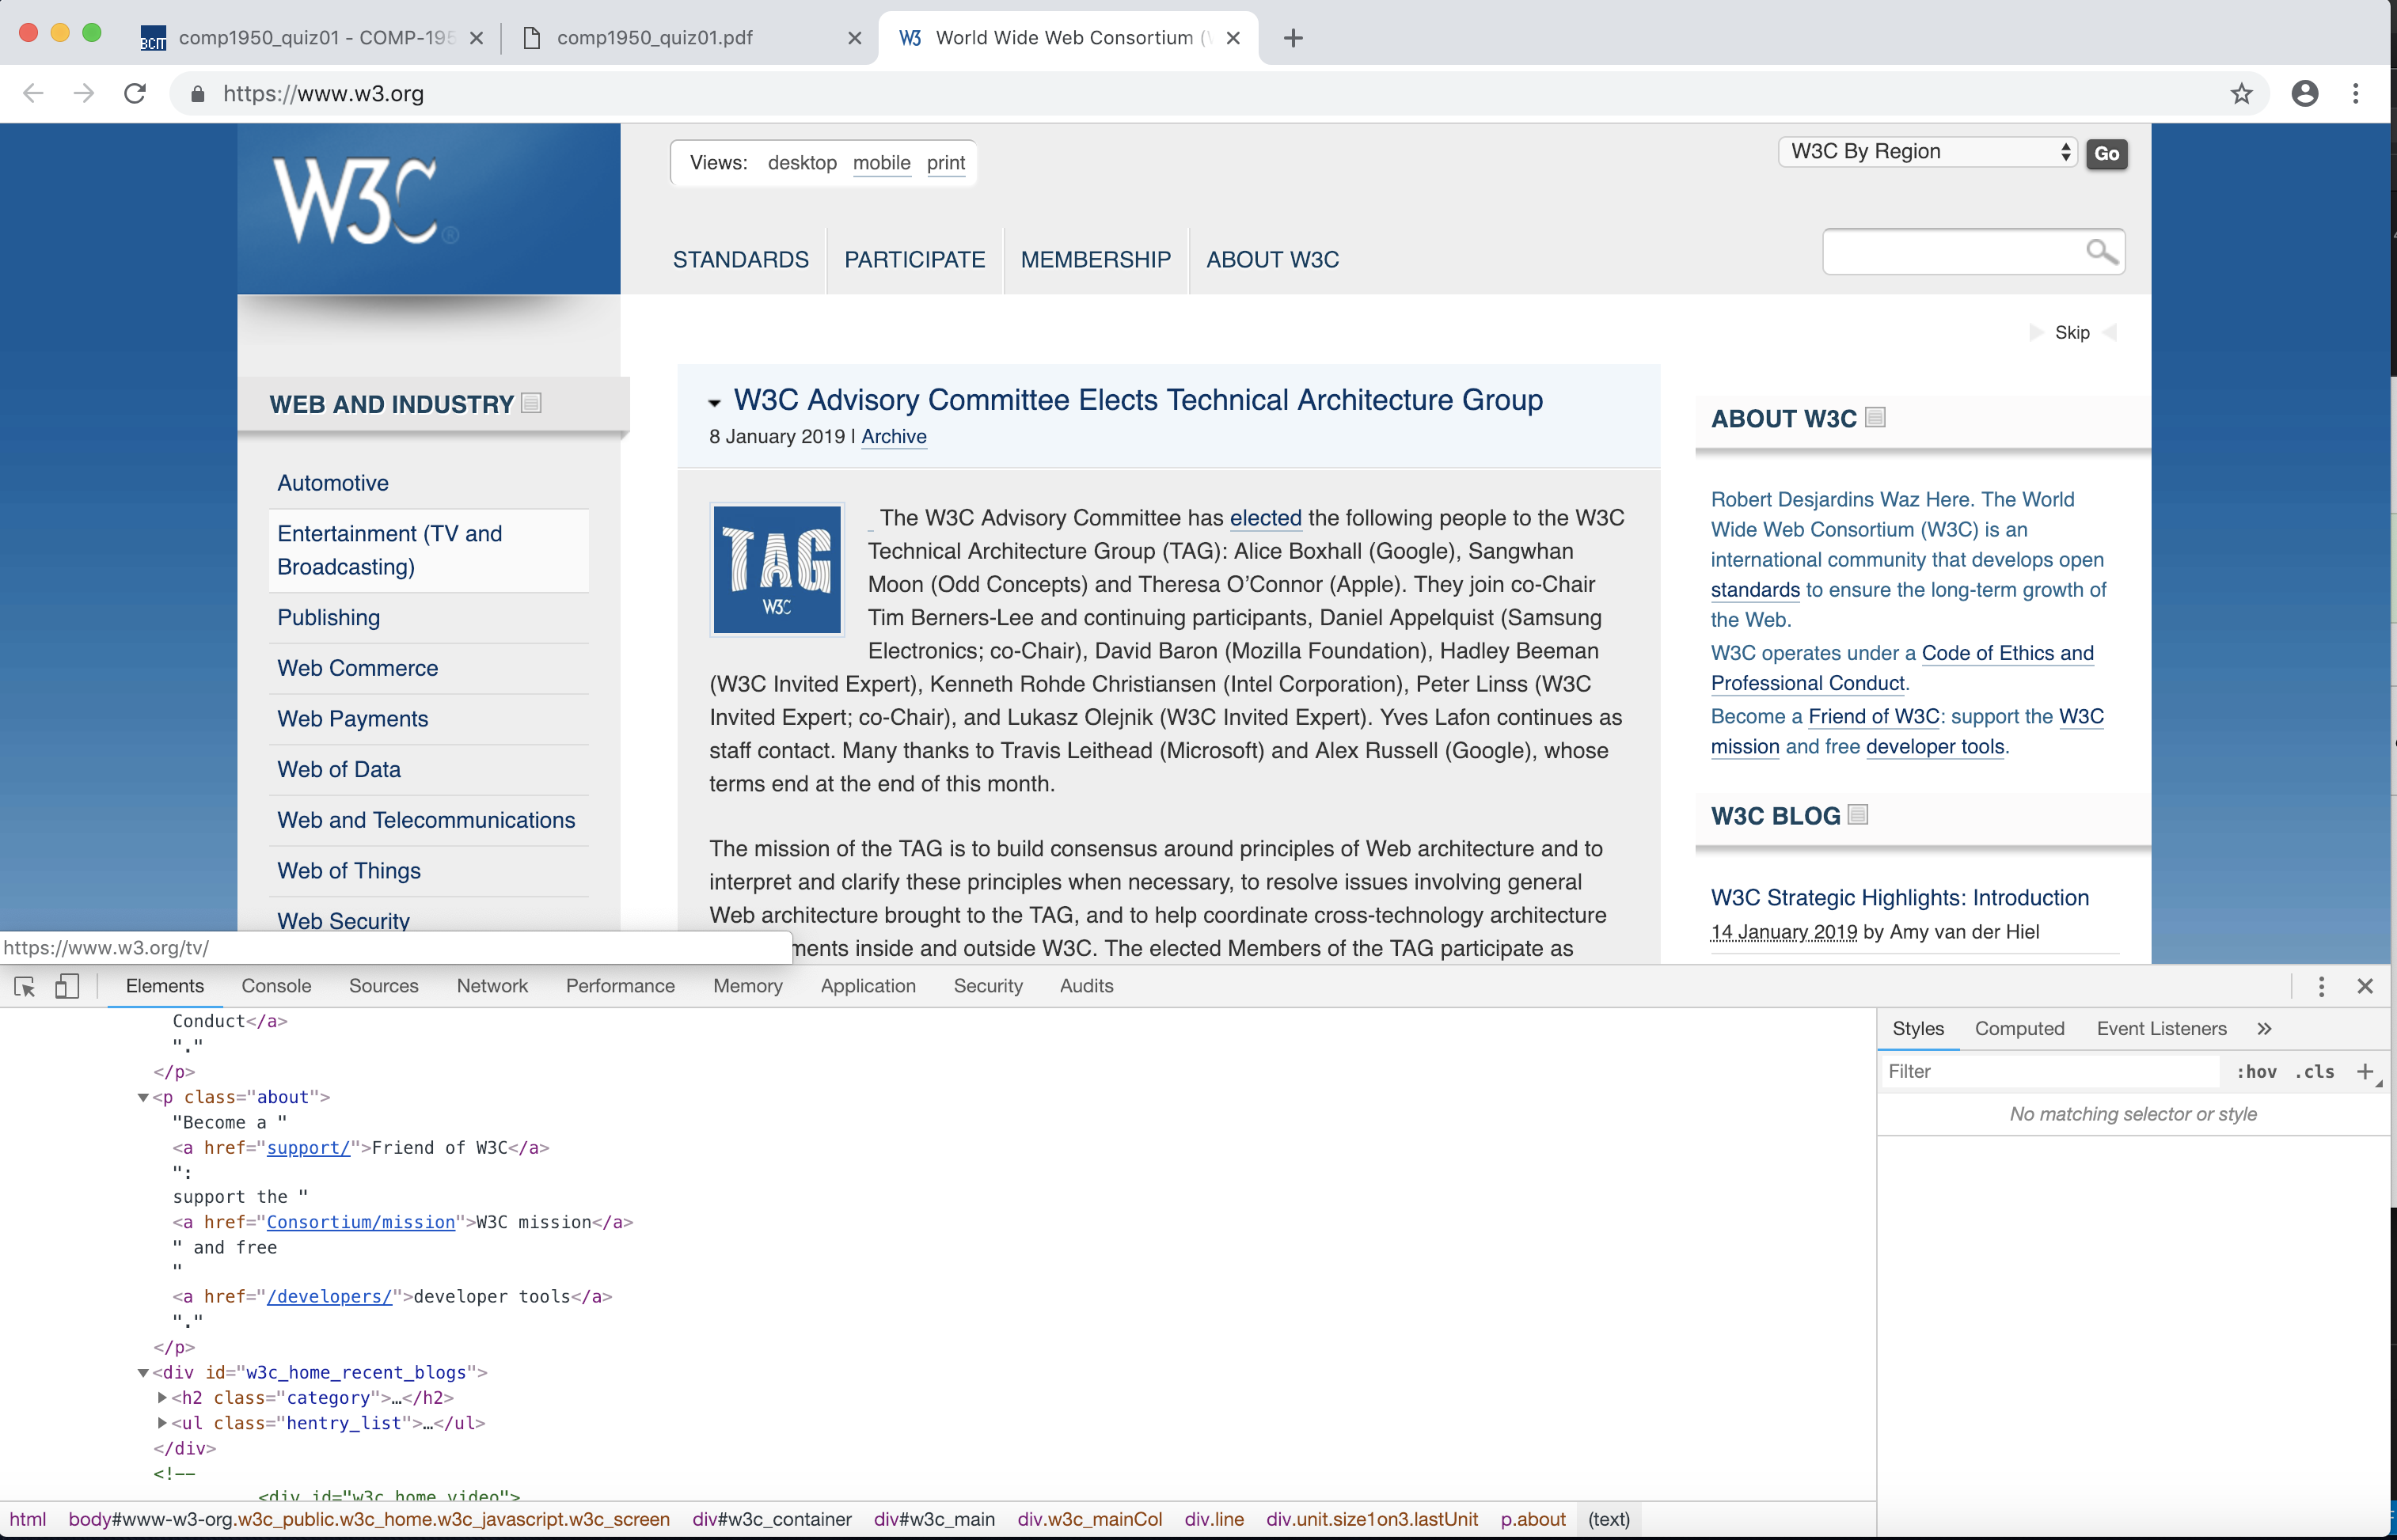 comp1950_quiz01 - COMP-195
comp1950_quiz01.pdf
World Wide Web Consortium (
https://www.w3.org
W3C®
Views: desktop mobile print
W3C By Region
Go
STANDARDS PARTICIPATE MEMBERSHIP ABOUT W3C
Skip
WEB AND INDUSTRY
Automotive
Entertainment (TV and
Broadcasting)
Publishing
Web Commerce
Web Payments
Web of Data
Web and Telecommunications
Web of Things
Web Security
https://www.w3.org/tv/
W3C Advisory Committee Elects Technical Architecture Group
8 January 2019 | Archive
TAG
W3C
The W3C Advisory Committee has elected the following people to the W3C
Technical Architecture Group (TAG): Alice Boxhall (Google), Sangwhan
Moon (Odd Concepts) and Theresa O’Connor (Apple). They join co-Chair
Tim Berners-Lee and continuing participants, Daniel Appelquist (Samsung
Electronics; co-Chair), David Baron (Mozilla Foundation), Hadley Beeman
(W3C Invited Expert), Kenneth Rohde Christiansen (Intel Corporation), Peter Linss (W3C
Invited Expert; co-Chair), and Lukasz Olejnik (W3C Invited Expert). Yves Lafon continues as
staff contact. Many thanks to Travis Leithead (Microsoft) and Alex Russell (Google), whose
terms end at the end of this month.
The mission of the TAG is to build consensus around principles of Web architecture and to
interpret and clarify these principles when necessary, to resolve issues involving general
Web architecture brought to the TAG, and to help coordinate cross-technology architecture
ments inside and outside W3C. The elected Members of the TAG participate as
ABOUT W3C
Robert Desjardins Waz Here. The World
Wide Web Consortium (W3C) is an
international community that develops open
standards to ensure the long-term growth of
the Web.
W3C operates under a Code of Ethics and
Professional Conduct.
Become a Friend of W3C: support the W3C
mission and free developer tools.
W3C BLOG
W3C Strategic Highlights: Introduction
14 January 2019 by Amy van der Hiel
Elements Console Sources Network Performance Memory Application Security Audits
Conduct</a>
"."
</p>
<p class="about">
"Become a "
<a href="support/">Friend of W3C</a>
":
support the "
<a href="Consortium/mission">W3C mission</a>
" and free
"
<a href="/developers/">developer tools</a>
"."
</p>
<div id="w3c_home_recent_blogs">
<h2 class="category">…</h2>
<ul class="hentry_list">…</ul>
</div>
<!--
<div id="w3c_home_video">
html body#www-w3-org.w3c_public.w3c_home.w3c_javascript.w3c_screen div#w3c_container div#w3c_main div.w3c_mainCol div.line div.unit.size1on3.lastUnit p.about (text)
Styles Computed Event Listeners »
Filter :hov .cls +
No matching selector or style